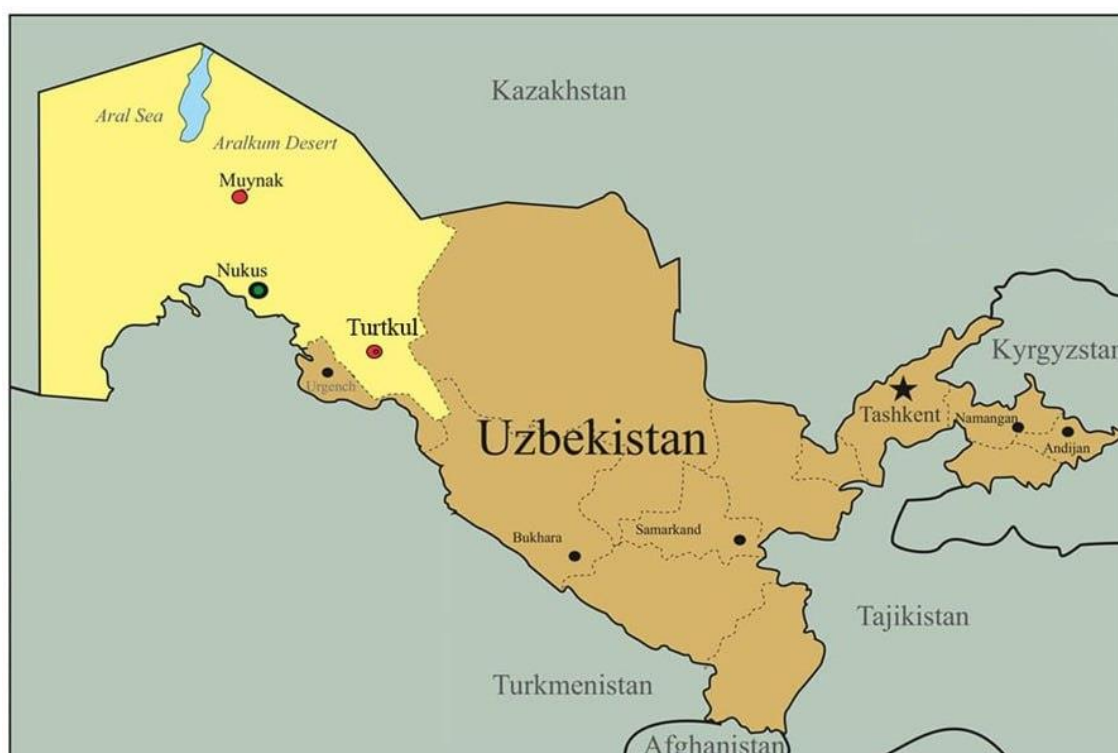 Kazakhstan
Aral Sea
Aralkum Desert
Muynak
Nukus
Turtkul
Kyrgyzstan
Urgench
Tashkent
Namangan
Uzbekistan
Andijan
Samarkand
Bukhara
Tajikistan
Turkmenistan
Afghanistan